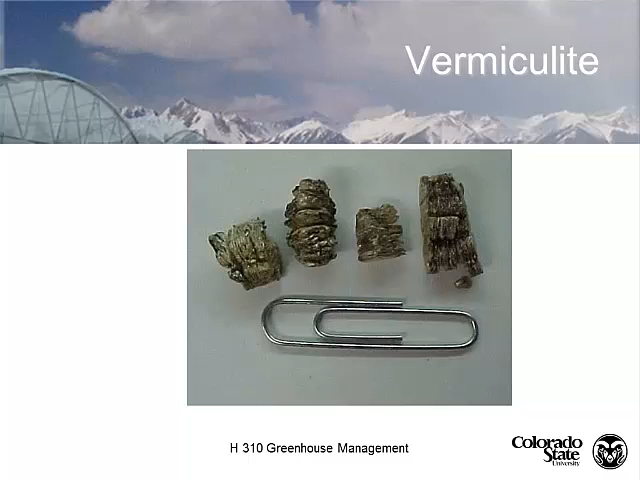 Vermiculite
H 310 Greenhouse Management
Colorado
State
University